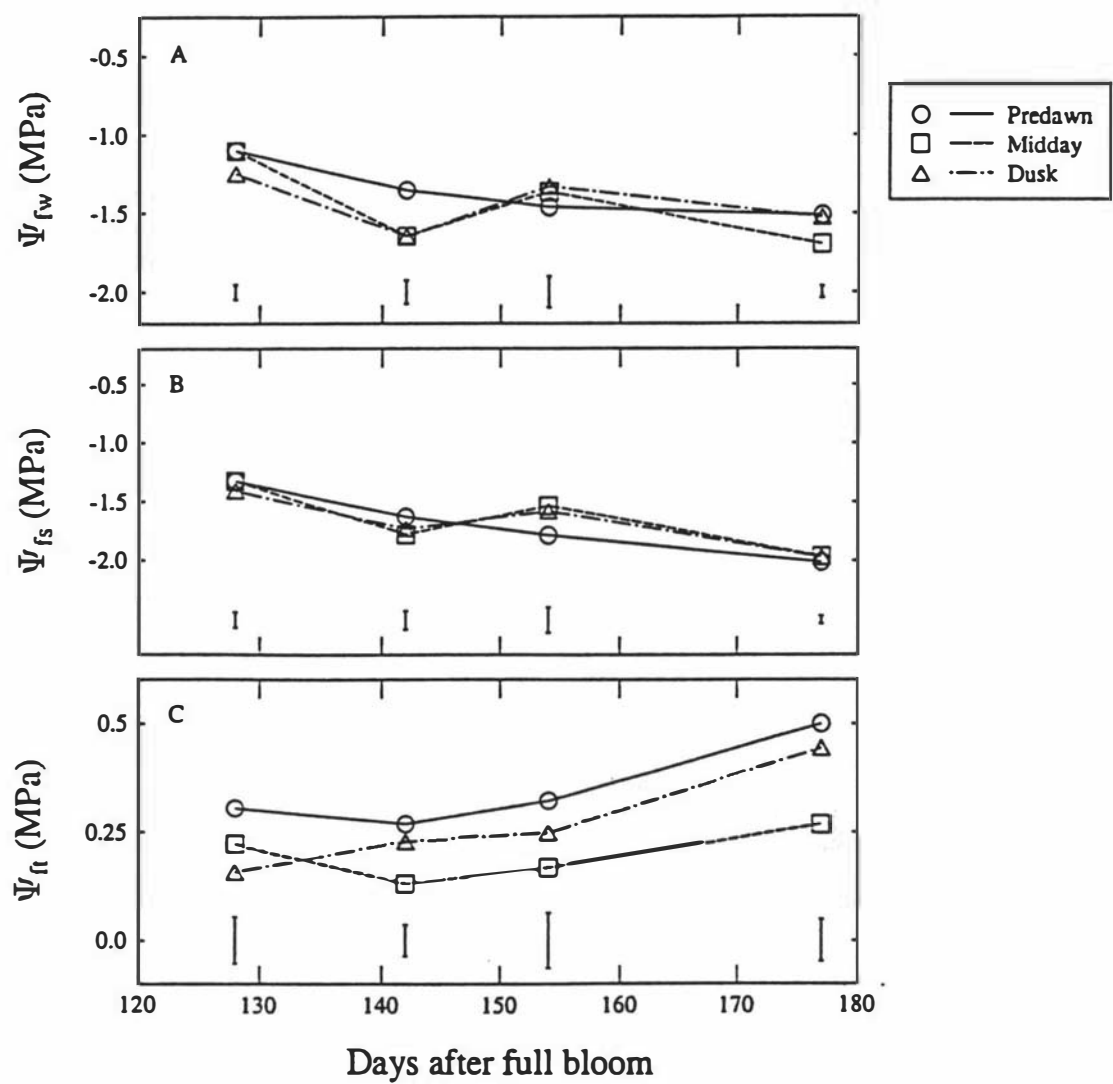 A
-0.5
-1.0
-1.5
-2.0
Ψfw (MPa)
Predawn
Midday
Dusk
B
-0.5
-1.0
-1.5
-2.0
Ψfs (MPa)
C
0.5
0.25
0.0
Ψft (MPa)
120 130 140 150 160 170 180
Days after full bloom